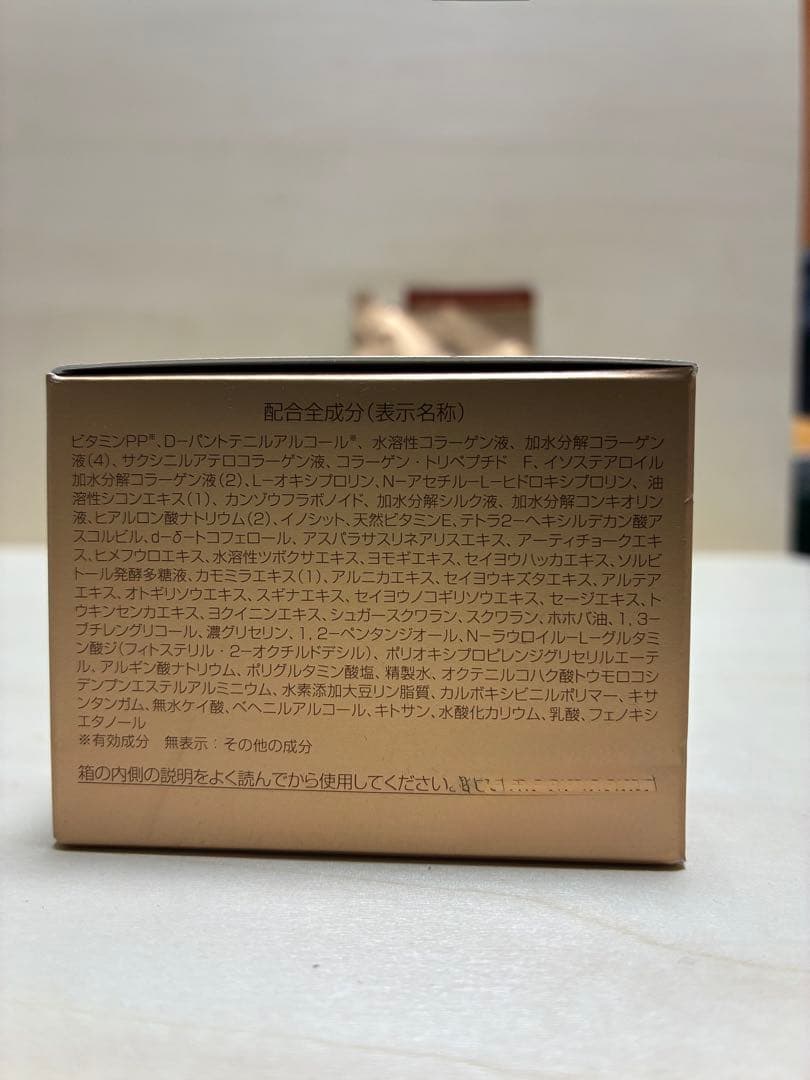 配合全成分(表示名称)
ビタミンPP※、D-パントテニルアルコール※、水溶性コラーゲン液、加水分解コラーゲン
液(4)、サクシニルアテロコラーゲン液、コラーゲン・トリペプチド F、イソステアロイル
加水分解コラーゲン液(2)、L-オキシプロリン、N-アセチル-L-ヒドロキシプロリン、油
溶性シコンエキス(1)、カンゾウフラボノイド、加水分解シルク液、加水分解コンキオリン
液、ヒアルロン酸ナトリウム(2)、イノシット、天然ビタミンE、テトラ2-ヘキシルデカン酸ア
スコルビル、d-δ-トコフェロール、アスパラサスリネアリスエキス、アーティチョークエキ
ス、ヒメフウロエキス、水溶性ツボクサエキス、ヨモギエキス、セイヨウハッカエキス、ソルビ
トール発酵多糖液、カモミラエキス(1)、アルニカエキス、セイヨウキズタエキス、アルテア
エキス、オトギリソウエキス、スギナエキス、セイヨウノコギリソウエキス、セージエキス、ト
ウキンセンカエキス、ヨクイニンエキス、シュガースクワラン、スクワラン、ホホバ油、1,3-
ブチレングリコール、濃グリセリン、1,2-ペンタンジオール、N-ラウロイル-L-グルタミ
ン酸ジ(フィトステリル・2-オクチルドデシル)、ポリオキシプロピレンジグリセリルエーテ
ル、アルギン酸ナトリウム、ポリグルタミン酸塩、精製水、オクテニルコハク酸トウモロコシ
デンプンエステルアルミニウム、水素添加大豆リン脂質、カルボキシビニルポリマー、キサ
ンタンガム、無水ケイ酸、ベヘニルアルコール、キトサン、水酸化カリウム、乳酸、フェノキシ
エタノール
※有効成分 無表示:その他の成分
箱の内側の説明をよく読んでから使用してください。